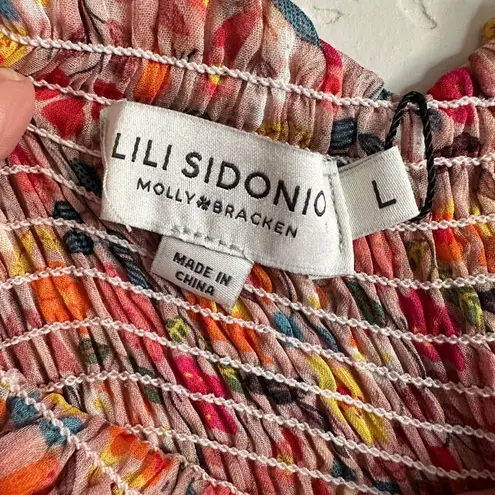 LILI SIDONIO
MOLLY BRACKEN
L
MADE IN
CHINA